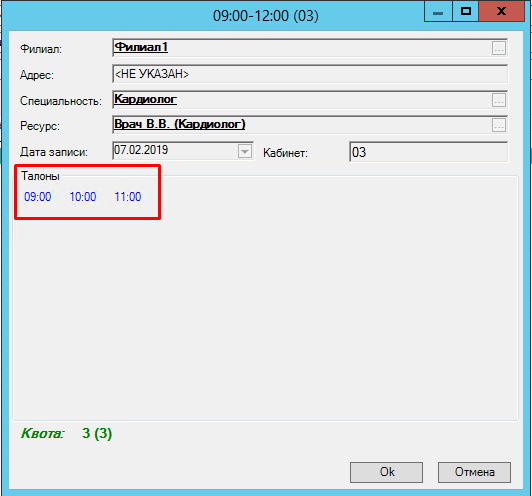 09:00-12:00 (03)
Филиал: Филиал1 ...
Адрес: <НЕ УКАЗАН>
Специальность: Кардиолог ...
Ресурс: Врач В.В. (Кардиолог) ...
Дата записи: 07.02.2019 Кабинет: 03
Талоны
09:00 10:00 11:00
Квота: 3 (3)
Ok Отмена